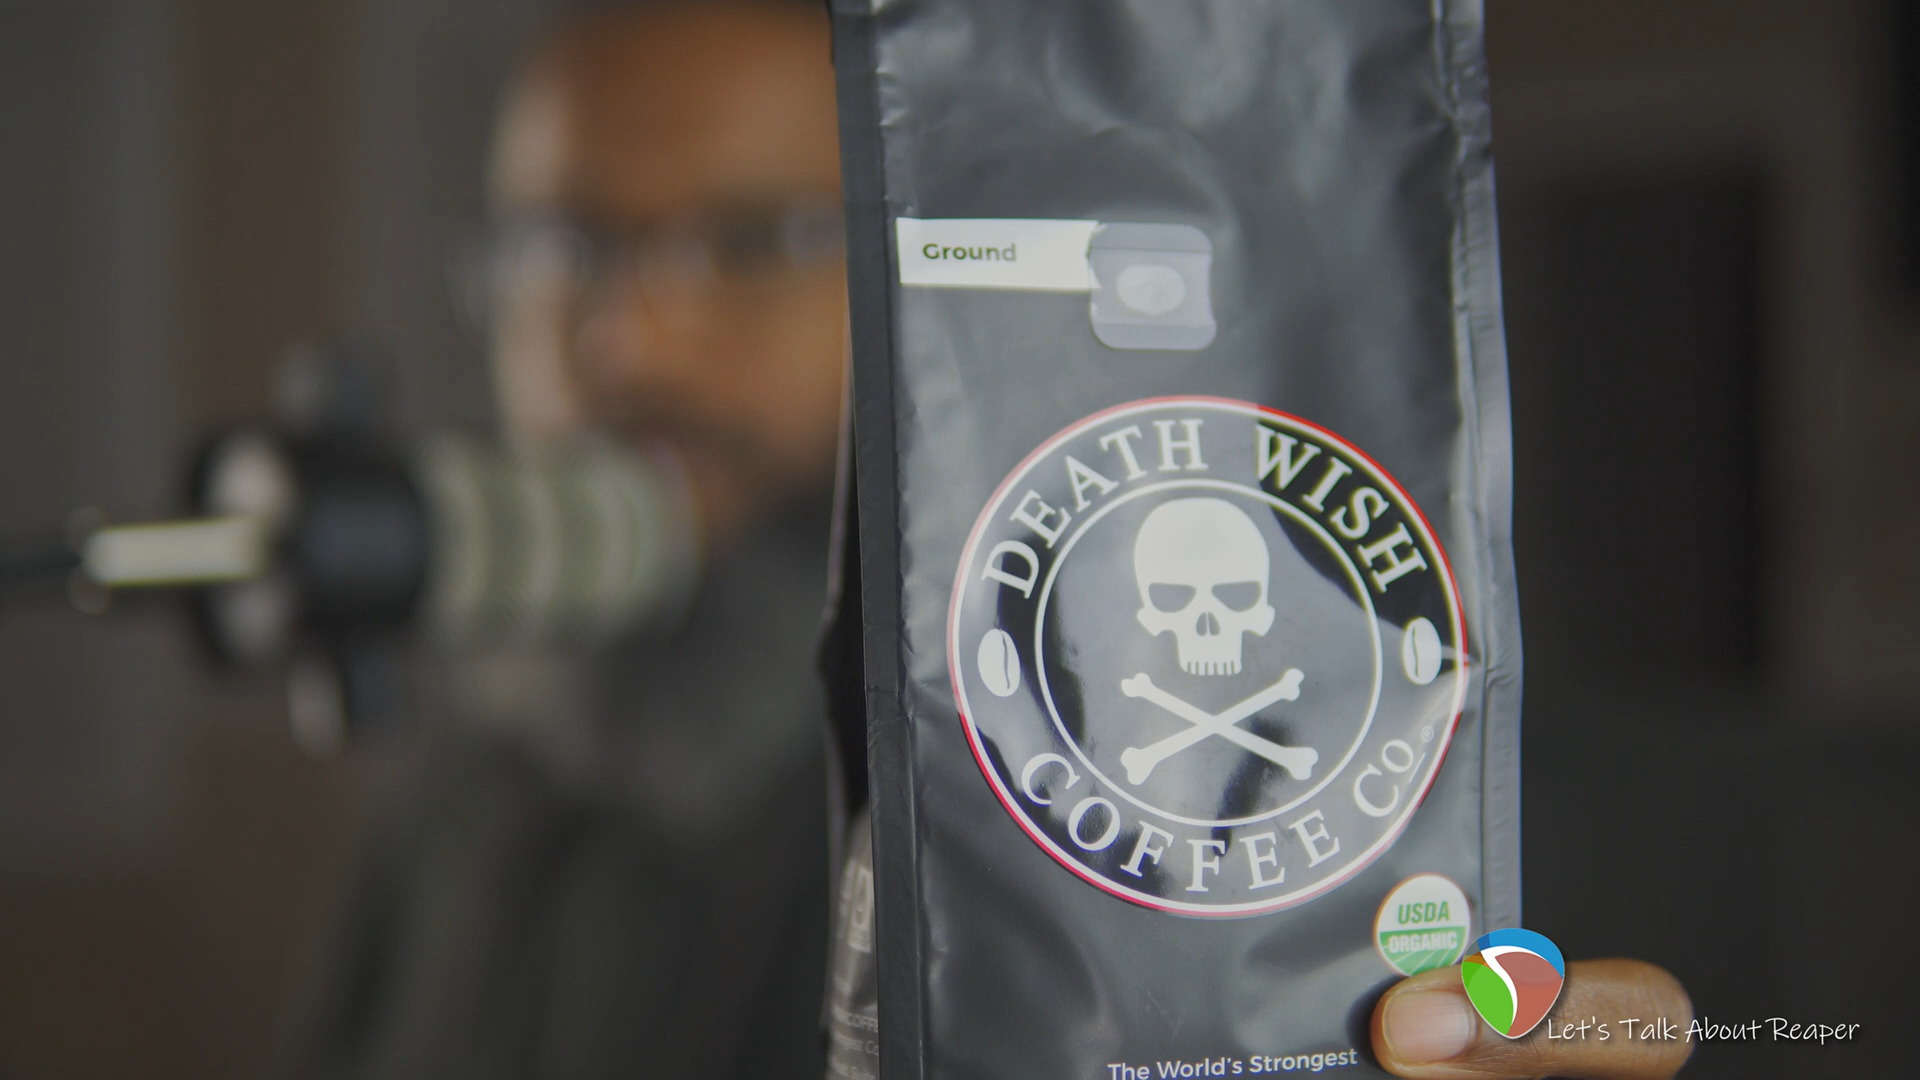 Ground
DEATH WISH
COFFEE Co.
USDA
ORGANIC
The World's Strongest
Let's Talk About Reaper